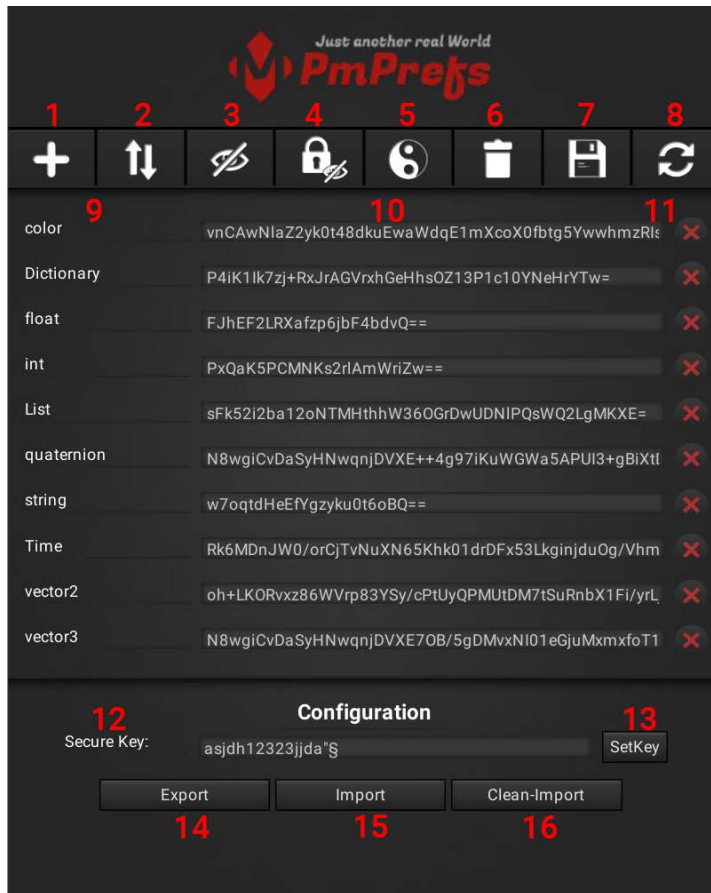 Just another real World
PmPrefs
1 2 3 4 5 6 7 8
9 10 11
color vnCAwNlaZ2yk0t48dkuEwaWdqE1mXcoX0fbtg5YwwhmzRls
Dictionary P4iK1Ik7zj+RxJrAGVrxhGeHhsOZ13P1c10YNeHrYTw=
float FJhEF2LRXafzp6jbF4bdvQ==
int PxQaK5PCMNKs2rlAmWriZw==
List sFk52i2ba12oNTMHthhW36OGrDwUDNlPQsWQ2LgMKXE=
quaternion N8wgiCvDaSyHNwqnjDVXE++4g97iKuWGWa5APUI3+gBiXtI
string w7oqtdHeEfYgzyku0t6oBQ==
Time Rk6MDnJW0/orCjTvNuXN65Khk01drDFx53LkginjduOg/Vhm
vector2 oh+LKORvxz86WVrp83YSy/cPtUyQPMUtDM7tSuRnbX1Fi/yrL
vector3 N8wgiCvDaSyHNwqnjDVXE7OB/5gDMvxNI01eGjuMxmxfoT1
Configuration
12 13
Secure Key: asjdh12323jjda"§ SetKey
Export Import Clean-Import
14 15 16